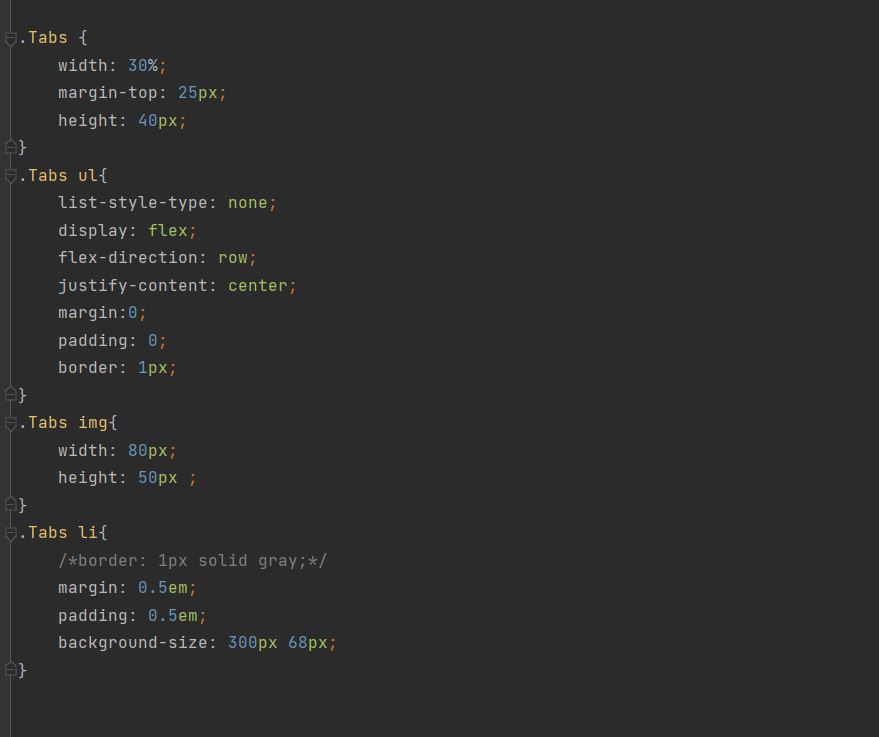 .Tabs {
    width: 30%;
    margin-top: 25px;
    height: 40px;
}
.Tabs ul{
    list-style-type: none;
    display: flex;
    flex-direction: row;
    justify-content: center;
    margin:0;
    padding: 0;
    border: 1px;
}
.Tabs img{
    width: 80px;
    height: 50px ;
}
.Tabs li{
    /*border: 1px solid gray;*/
    margin: 0.5em;
    padding: 0.5em;
    background-size: 300px 68px;
}